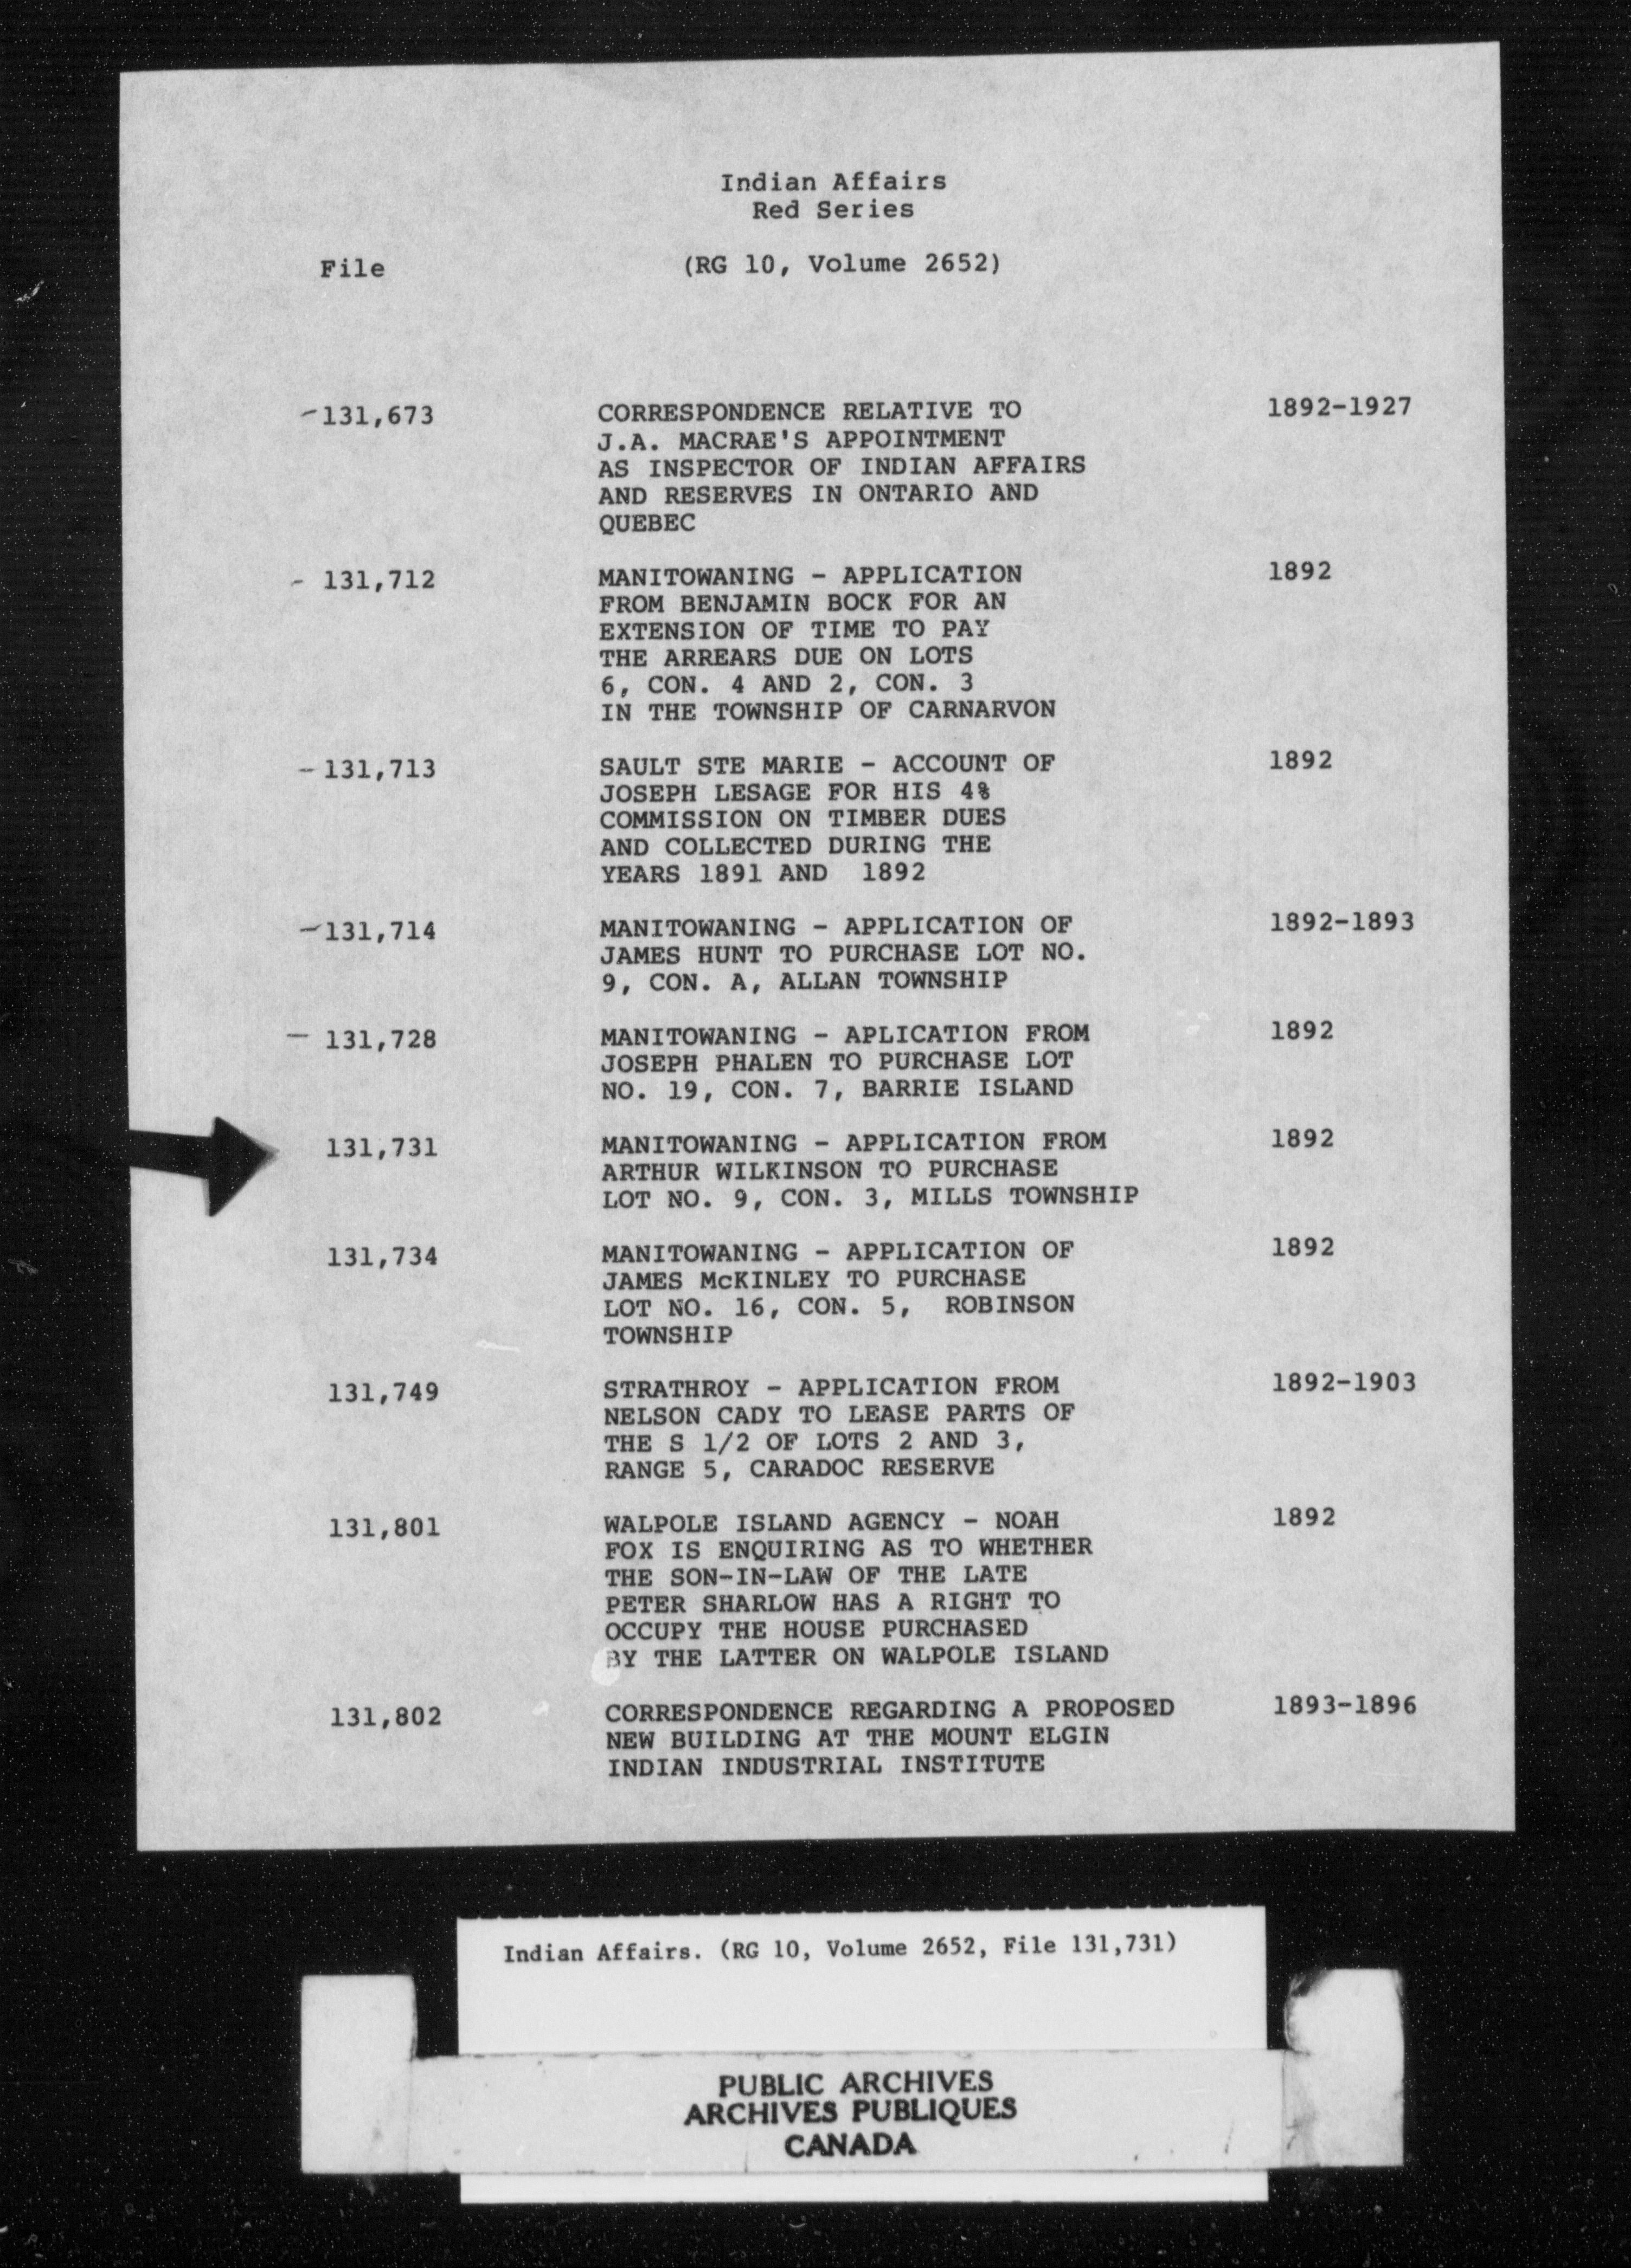 Indian Affairs
Red Series
File (RG 10, Volume 2652)
131,673 CORRESPONDENCE RELATIVE TO 1892-1927
J.A. MACRAE'S APPOINTMENT
AS INSPECTOR OF INDIAN AFFAIRS
AND RESERVES IN ONTARIO AND
QUEBEC
131,712 MANITOWANING - APPLICATION 1892
FROM BENJAMIN BOCK FOR AN
EXTENSION OF TIME TO PAY
THE ARREARS DUE ON LOTS
6, CON. 4 AND 2, CON. 3
IN THE TOWNSHIP OF CARNARVON
131,713 SAULT STE MARIE - ACCOUNT OF 1892
JOSEPH LESAGE FOR HIS 4%
COMMISSION ON TIMBER DUES
AND COLLECTED DURING THE
YEARS 1891 AND 1892
131,714 MANITOWANING - APPLICATION OF 1892-1893
JAMES HUNT TO PURCHASE LOT NO.
9, CON. A, ALLAN TOWNSHIP
131,728 MANITOWANING - APLICATION FROM 1892
JOSEPH PHALEN TO PURCHASE LOT
NO. 19, CON. 7, BARRIE ISLAND
131,731 MANITOWANING - APPLICATION FROM 1892
ARTHUR WILKINSON TO PURCHASE
LOT NO. 9, CON. 3, MILLS TOWNSHIP
131,734 MANITOWANING - APPLICATION OF 1892
JAMES McKINLEY TO PURCHASE
LOT NO. 16, CON. 5, ROBINSON
TOWNSHIP
131,749 STRATHROY - APPLICATION FROM 1892-1903
NELSON CADY TO LEASE PARTS OF
THE S 1/2 OF LOTS 2 AND 3,
RANGE 5, CARADOC RESERVE
131,801 WALPOLE ISLAND AGENCY - NOAH 1892
FOX IS ENQUIRING AS TO WHETHER
THE SON-IN-LAW OF THE LATE
PETER SHARLOW HAS A RIGHT TO
OCCUPY THE HOUSE PURCHASED
BY THE LATTER ON WALPOLE ISLAND
131,802 CORRESPONDENCE REGARDING A PROPOSED 1893-1896
NEW BUILDING AT THE MOUNT ELGIN
INDIAN INDUSTRIAL INSTITUTE
Indian Affairs. (RG 10, Volume 2652, File 131,731)
PUBLIC ARCHIVES
ARCHIVES PUBLIQUES
CANADA